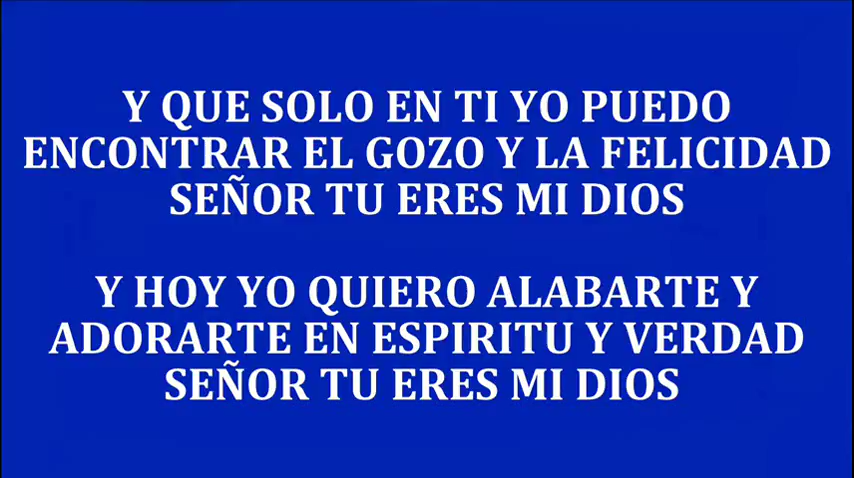 Y QUE SOLO EN TI YO PUEDO
ENCONTRAR EL GOZO Y LA FELICIDAD
SEÑOR TU ERES MI DIOS
Y HOY YO QUIERO ALABARTE Y
ADORARTE EN ESPIRITU Y VERDAD
SEÑOR TU ERES MI DIOS